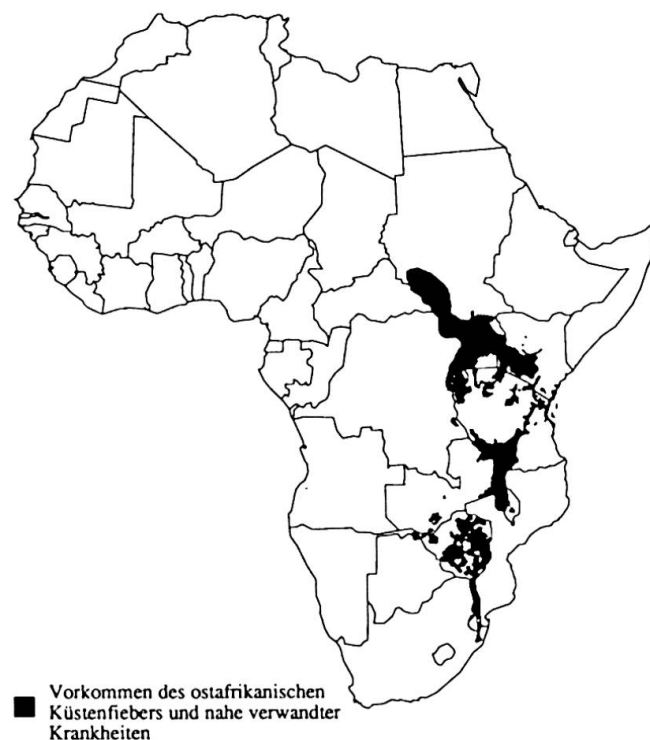 Vorkommen des ostafrikanischen
Küstenfiebers und nahe verwandter
Krankheiten